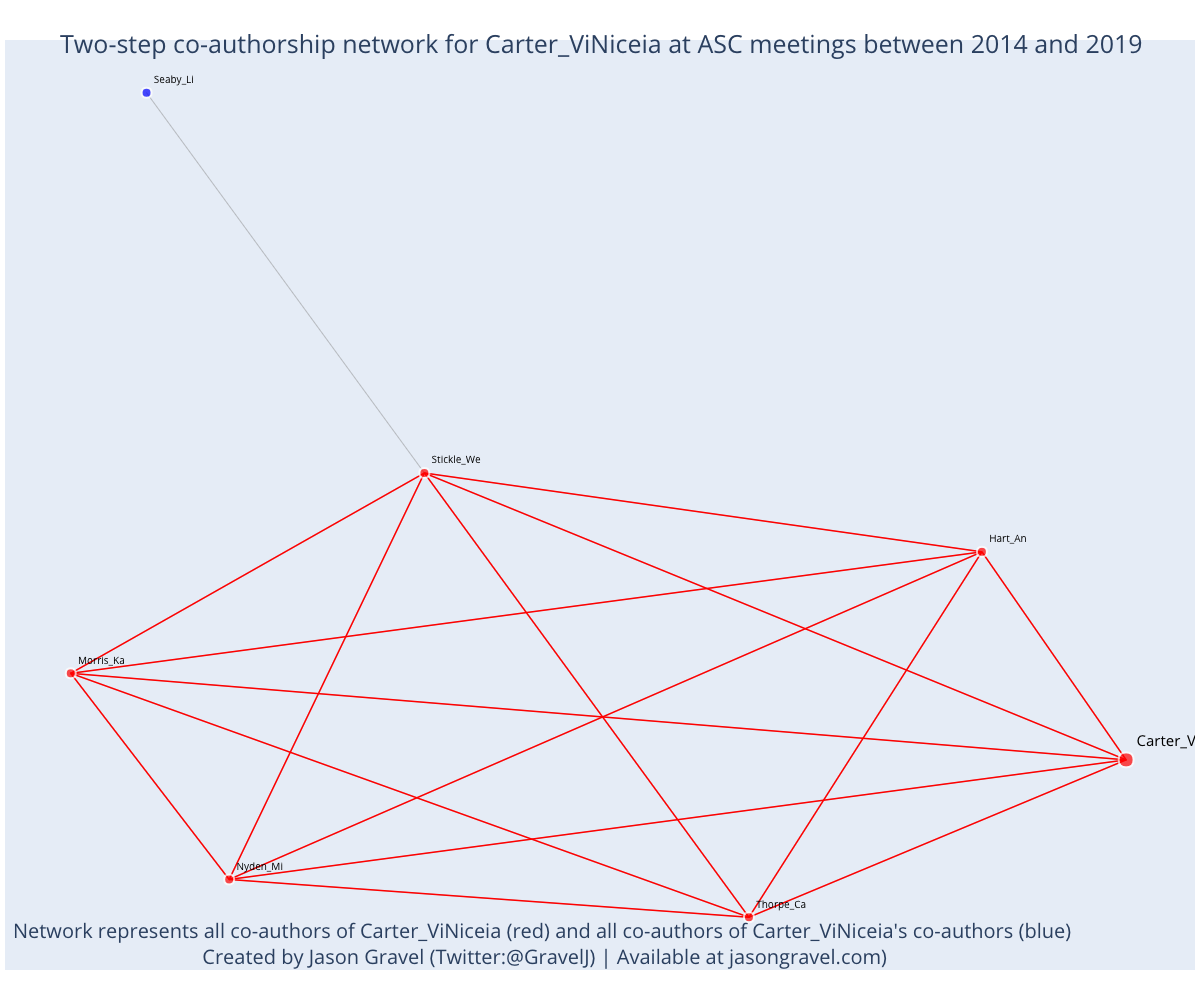 Two-step co-authorship network for Carter_ViNiceia at ASC meetings between 2014 and 2019
Seaby_Li
Stickle_We
Hart_An
Morris_Ka
Carter_V
Nyden_Mi
Thorpe_Ca
Network represents all co-authors of Carter_ViNiceia (red) and all co-authors of Carter_ViNiceia's co-authors (blue)
Created by Jason Gravel (Twitter:@GravelJ) | Available at jasongravel.com)